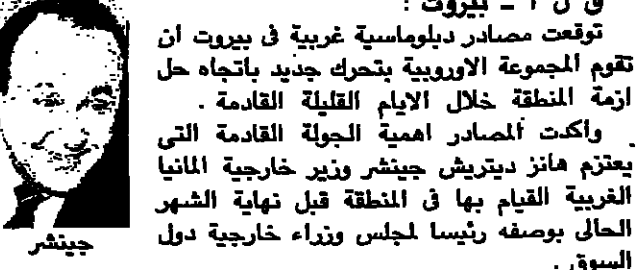 ق ن ا ــ بيروت :
توقعت مصادر دبلوماسية غربية فى بيروت ان
تقوم المجموعة الاوروبية بتحرك جديد باتجاه حل
ازمة المنطقة خلال الايام القليلة القادمة .
واكدت المصادر اهمية الجولة القادمة التى
يعتزم هانز ديتريش جينشر وزير خارجية المانيا
الغربية القيام بها فى المنطقة قبل نهاية الشهر
الحالى بوصفه رئيسا لمجلس وزراء خارجية دول
السوق .
جينشر